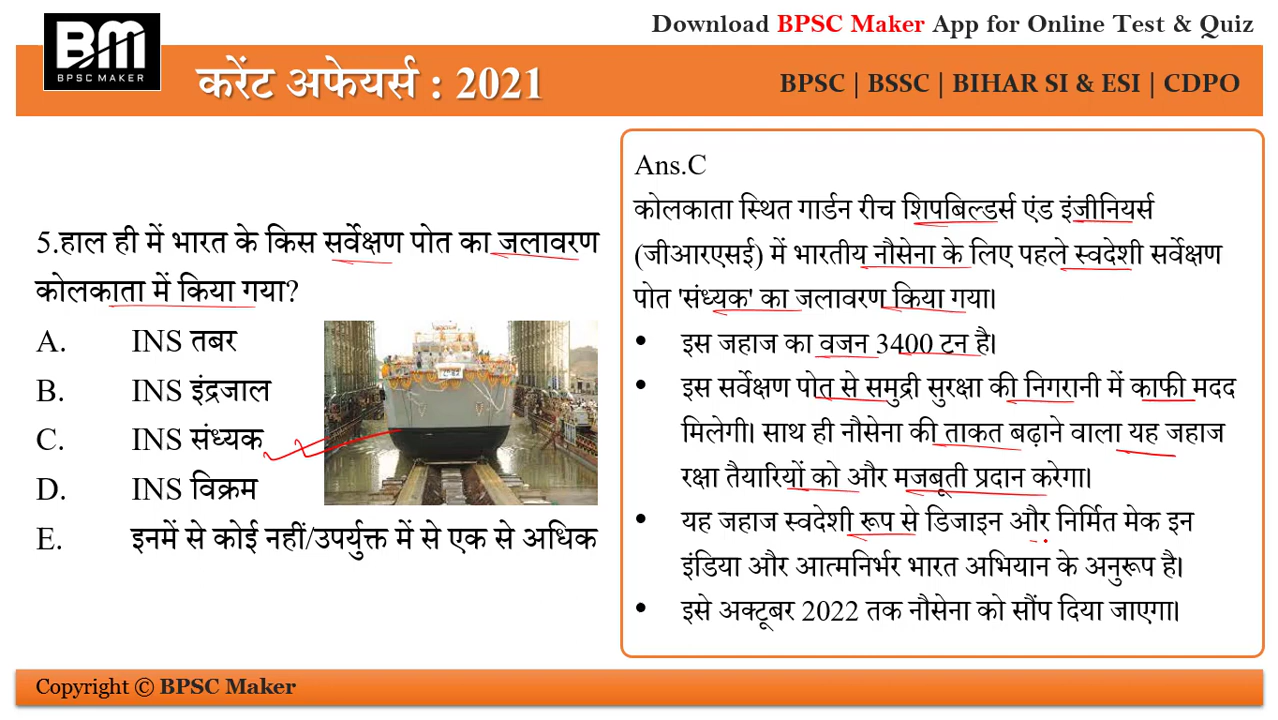 Download BPSC Maker App for Online Test & Quiz
BM
BPSC MAKER
करेंट अफेयर्स : 2021
BPSC | BSSC | BIHAR SI & ESI | CDPO
5.हाल ही में भारत के किस सर्वेक्षण पोत का जलावरण
कोलकाता में किया गया?
A. INS तबर
B. INS इंद्रजाल
C. INS संध्यक
D. INS विक्रम
E. इनमें से कोई नहीं/उपर्युक्त में से एक से अधिक
Ans.C
कोलकाता स्थित गार्डन रीच शिपबिल्डर्स एंड इंजीनियर्स
(जीआरएसई) में भारतीय नौसेना के लिए पहले स्वदेशी सर्वेक्षण
पोत 'संध्यक' का जलावरण किया गया।
• इस जहाज का वजन 3400 टन है।
• इस सर्वेक्षण पोत से समुद्री सुरक्षा की निगरानी में काफी मदद
मिलेगी। साथ ही नौसेना की ताकत बढ़ाने वाला यह जहाज
रक्षा तैयारियों को और मजबूती प्रदान करेगा।
• यह जहाज स्वदेशी रूप से डिजाइन और निर्मित मेक इन
इंडिया और आत्मनिर्भर भारत अभियान के अनुरूप है।
• इसे अक्टूबर 2022 तक नौसेना को सौंप दिया जाएगा।
Copyright © BPSC Maker